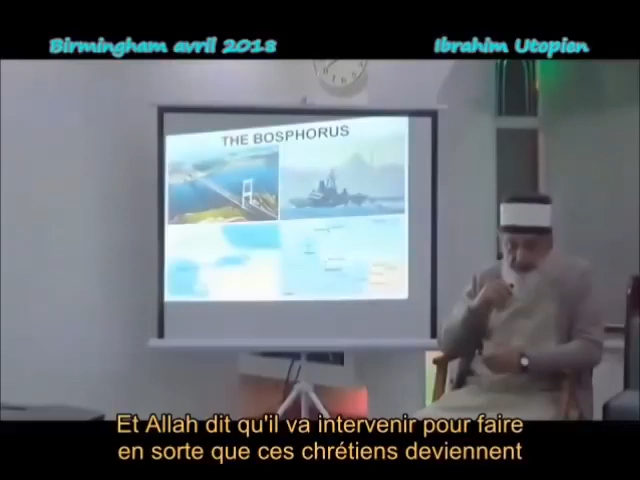 Birmingham avril 2018
Ibrahim Utopien
THE BOSPHORUS
Et Allah dit qu'il va intervenir pour faire
en sorte que ces chrétiens deviennent